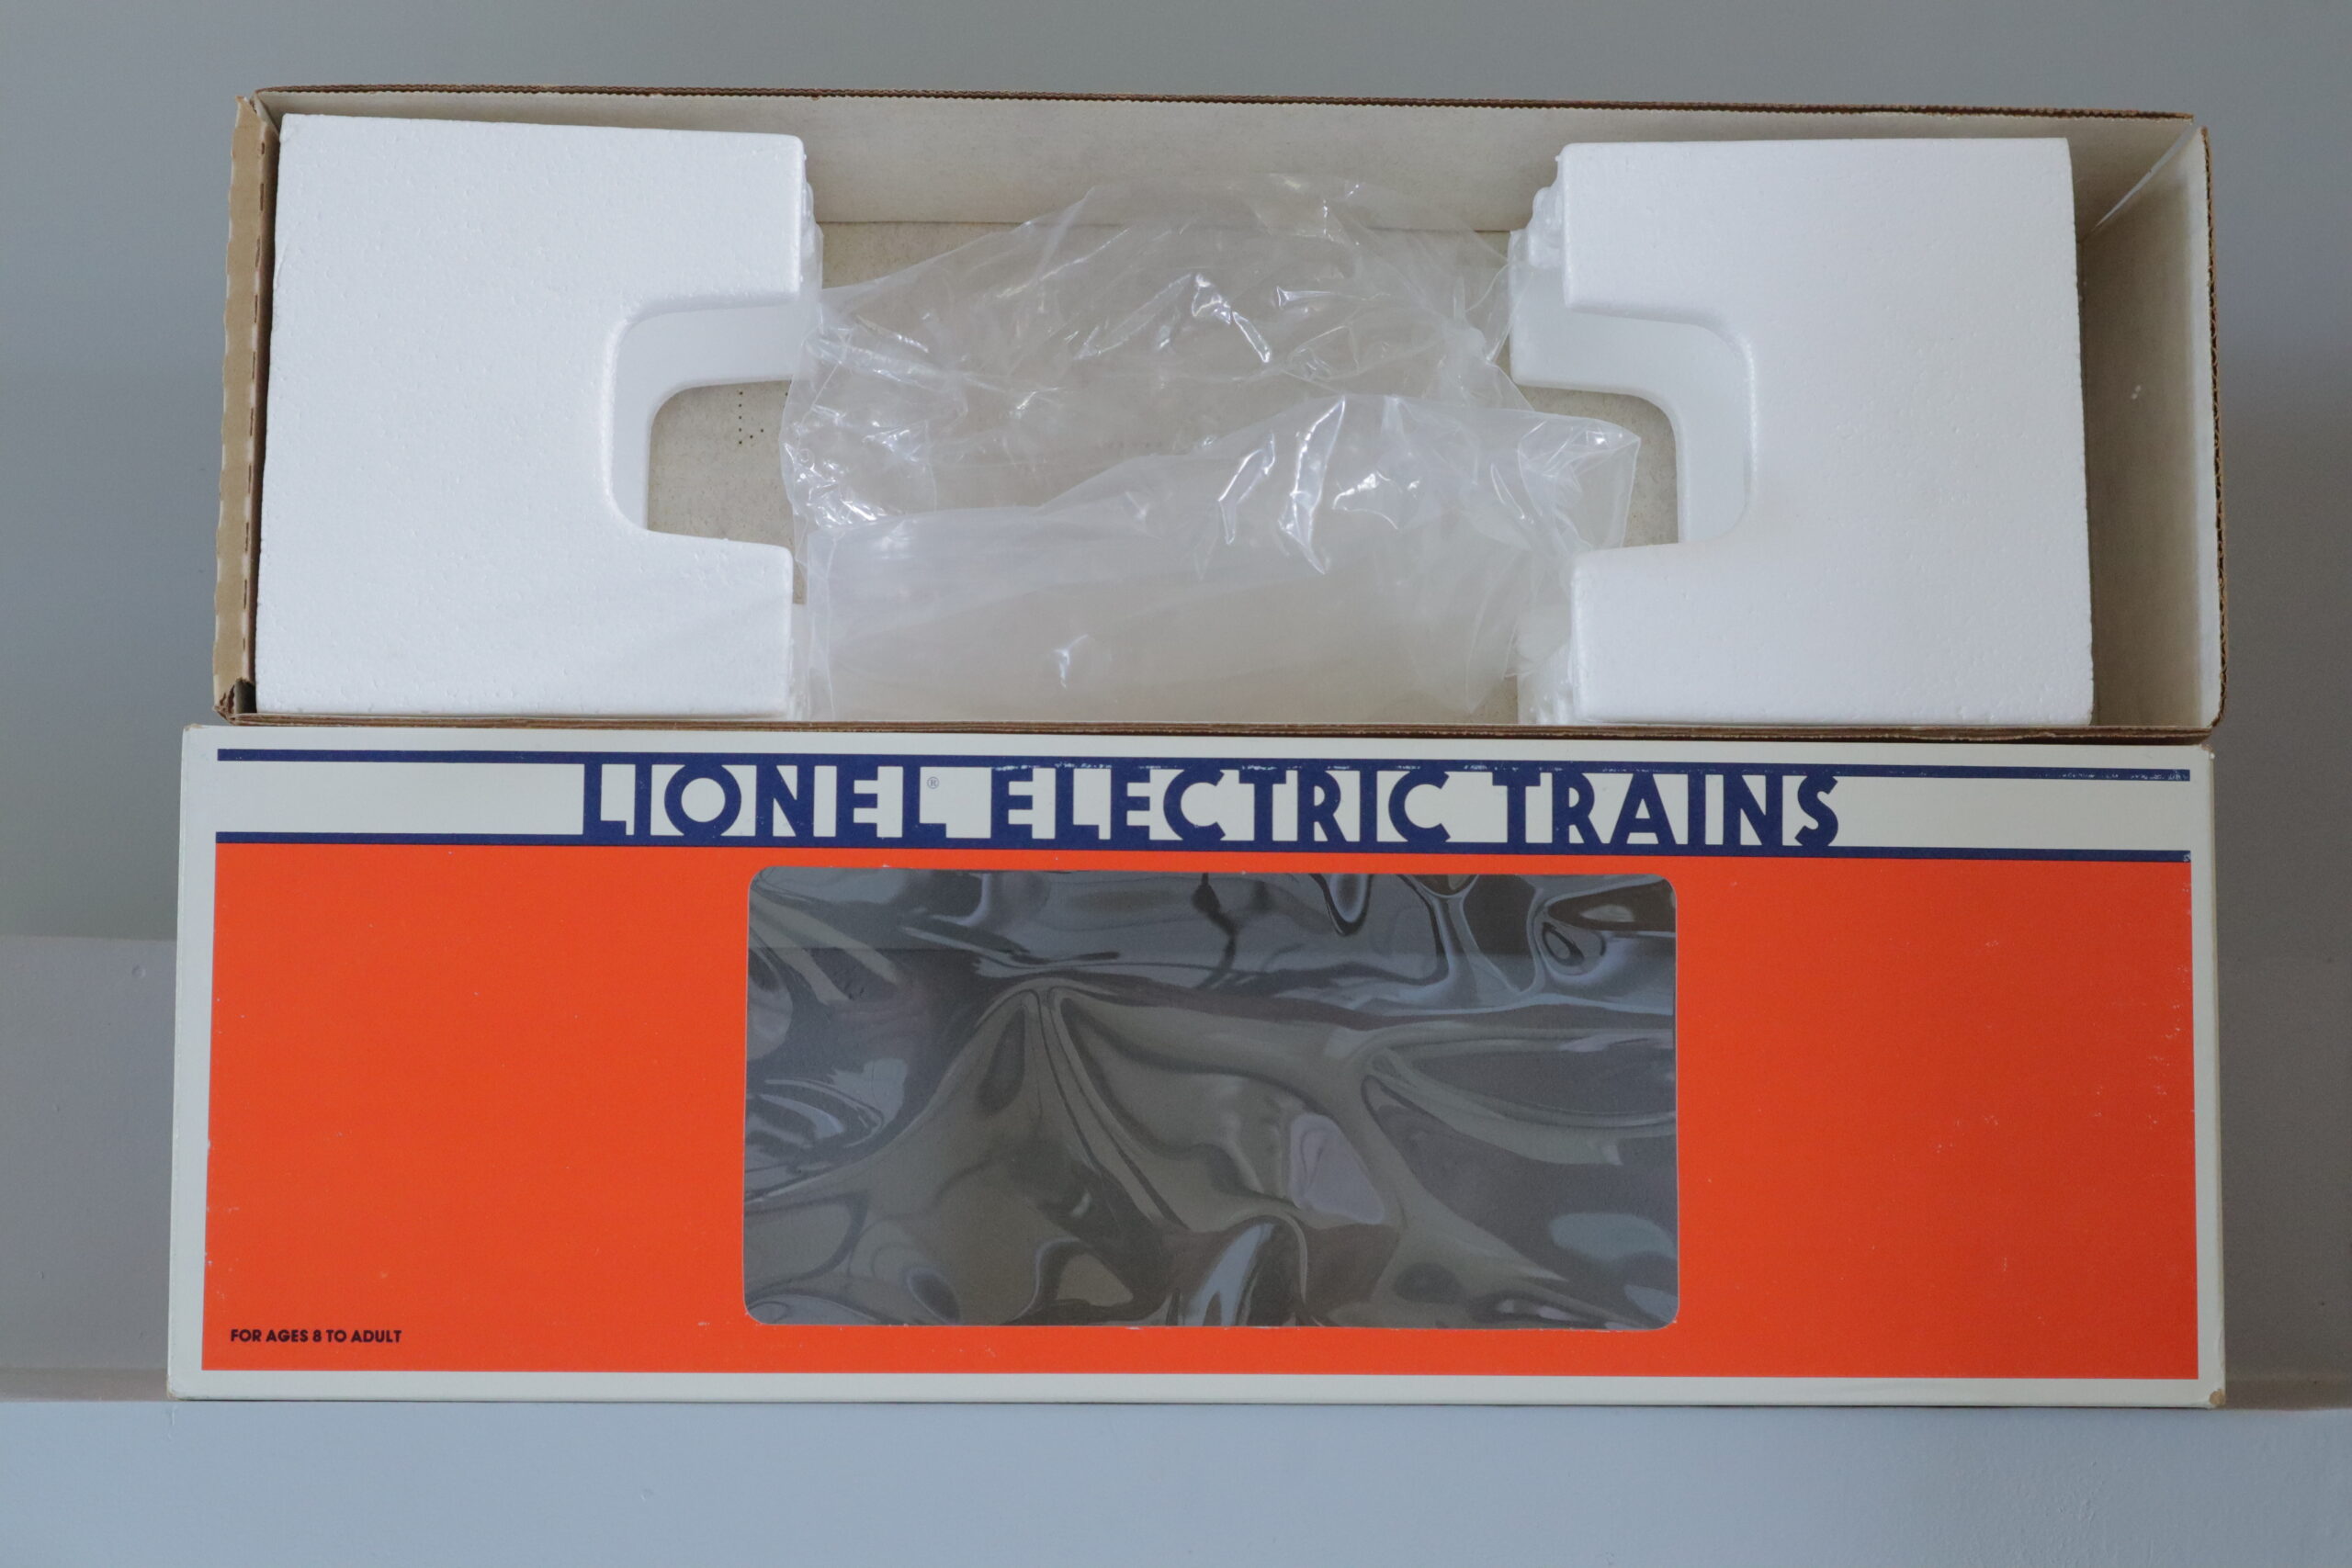 LIONEL® ELECTRIC TRAINS
FOR AGES 8 TO ADULT